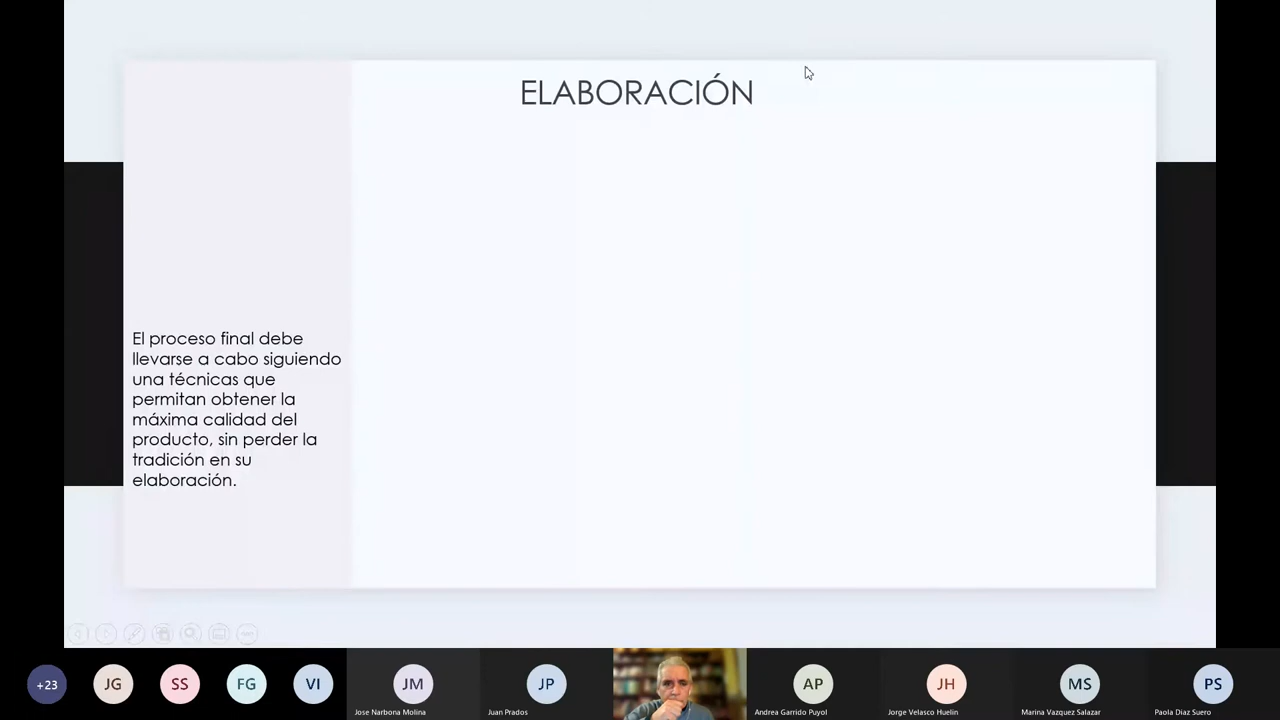 ELABORACIÓN
El proceso final debe
llevarse a cabo siguiendo
una técnicas que
permitan obtener la
máxima calidad del
producto, sin perder la
tradición en su
elaboración.
+23
JG
SS
FG
VI
JM
Jose Narbona Molina
JP
Juan Prados
AP
Andrea Garrido Puyol
JH
Jorge Velasco Huelin
MS
Marina Vazquez Salazar
PS
Paola Diaz Suero